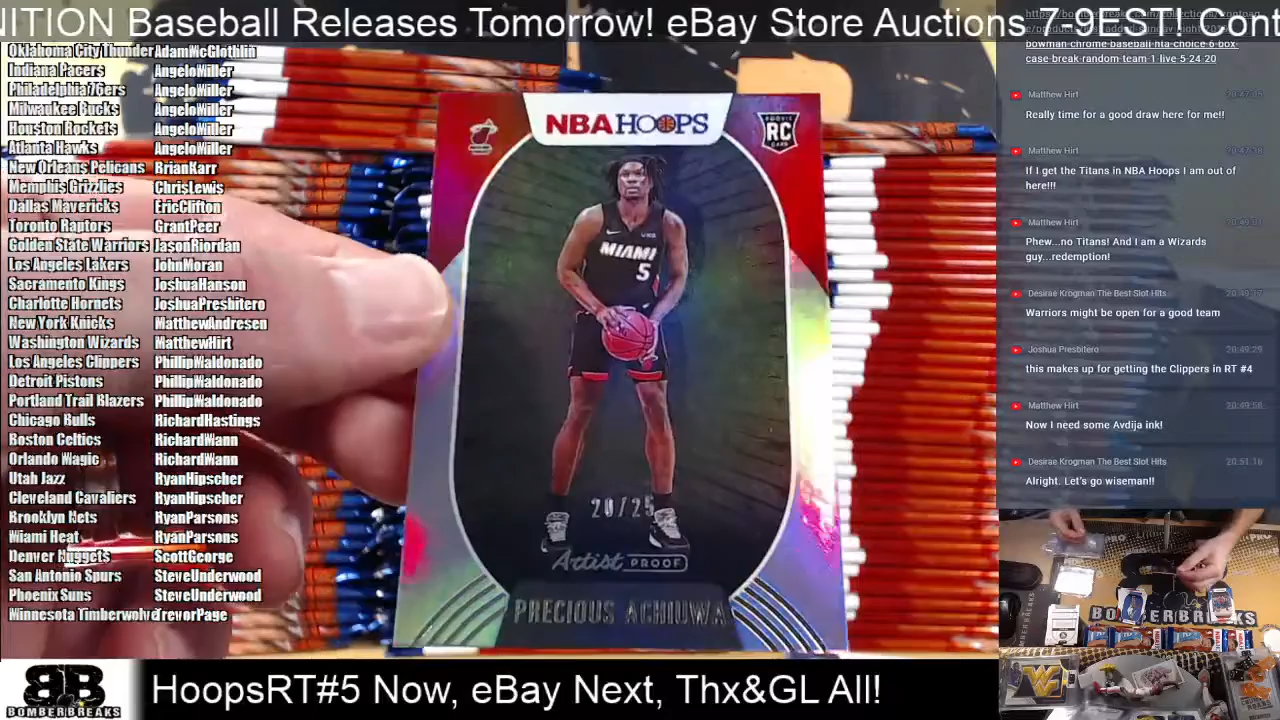 NITION Baseball Releases Tomorrow! eBay Store Auctions 7-9EST! Cont
Oklahoma City Thunder AdamMcGlothlin
Indiana Pacers AngeloWiller
Philadelphia 76ers AngeloWiller
Milwaukee Bucks AngeloWiller
Houston Rockets AngeloWiller
Atlanta Hawks AngeloWiller
New Orleans Pelicans BrianKarr
Memphis Grizzlies ChrisLewis
Dallas Mavericks EricClifton
Toronto Raptors GrantPeer
Golden State Warriors JasonRiordan
Los Angeles Lakers JohnMoran
Sacramento Kings JoshuaHanson
Charlotte Hornets JoshuaPresbitero
New York Knicks MatthewAndresen
Washington Wizards MatthewHirt
Los Angeles Clippers PhillipMaldonado
Detroit Pistons PhillipMaldonado
Portland Trail Blazers PhillipMaldonado
Chicago Bulls RichardHastings
Boston Celtics RichardWann
Orlando Magic RichardWann
Utah Jazz RyanHipscher
Cleveland Cavaliers RyanHipscher
Brooklyn Nets RyanParsons
Miami Heat RyanParsons
Denver Nuggets ScottGeorge
San Antonio Spurs SteveUnderwood
Phoenix Suns SteveUnderwood
Minnesota Timberwolve TrevorPage
NBA HOOPS
ROOKIE
RC
CARD
MIAMI
5
20/25
Artist PROOF
PRECIOUS ACHIUWA
bowman-chrome-baseball-hta-choice-6-box-
case-break-random-team-1-live-5-24-20
Matthew Hirt
Really time for a good draw here for me!!
Matthew Hirt
If I get the Titans in NBA Hoops I am out of
here!!!
Matthew Hirt
Phew...no Titans! And I am a Wizards
guy...redemption!
Desirae Krogman The Best Slot Hits
Warriors might be open for a good team
Joshua Presbitero 20:49:29
this makes up for getting the Clippers in RT #4
Matthew Hirt
Now I need some Avdija ink!
Desirae Krogman The Best Slot Hits 20:51:16
Alright. Let's go wiseman!!
BOMBERBREAKS
BB
BOMBERBREAKS
HoopsRT#5 Now, eBay Next, Thx&GL All!